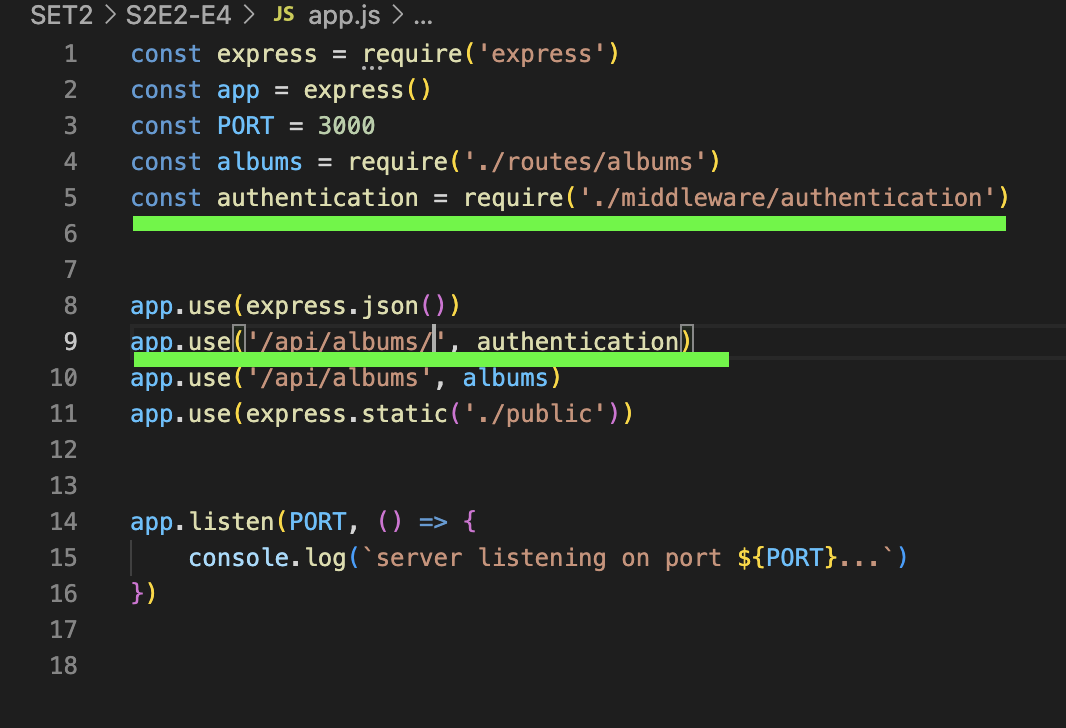 SET2 > S2E2-E4 > JS app.js > ...
1 const express = require('express')
2 const app = express()
3 const PORT = 3000
4 const albums = require('./routes/albums')
5 const authentication = require('./middleware/authentication')
6
7
8 app.use(express.json())
9 app.use('/api/albums/', authentication)
10 app.use('/api/albums', albums)
11 app.use(express.static('./public'))
12
13
14 app.listen(PORT, () => {
15     console.log(`server listening on port ${PORT}...`)
16 })
17
18